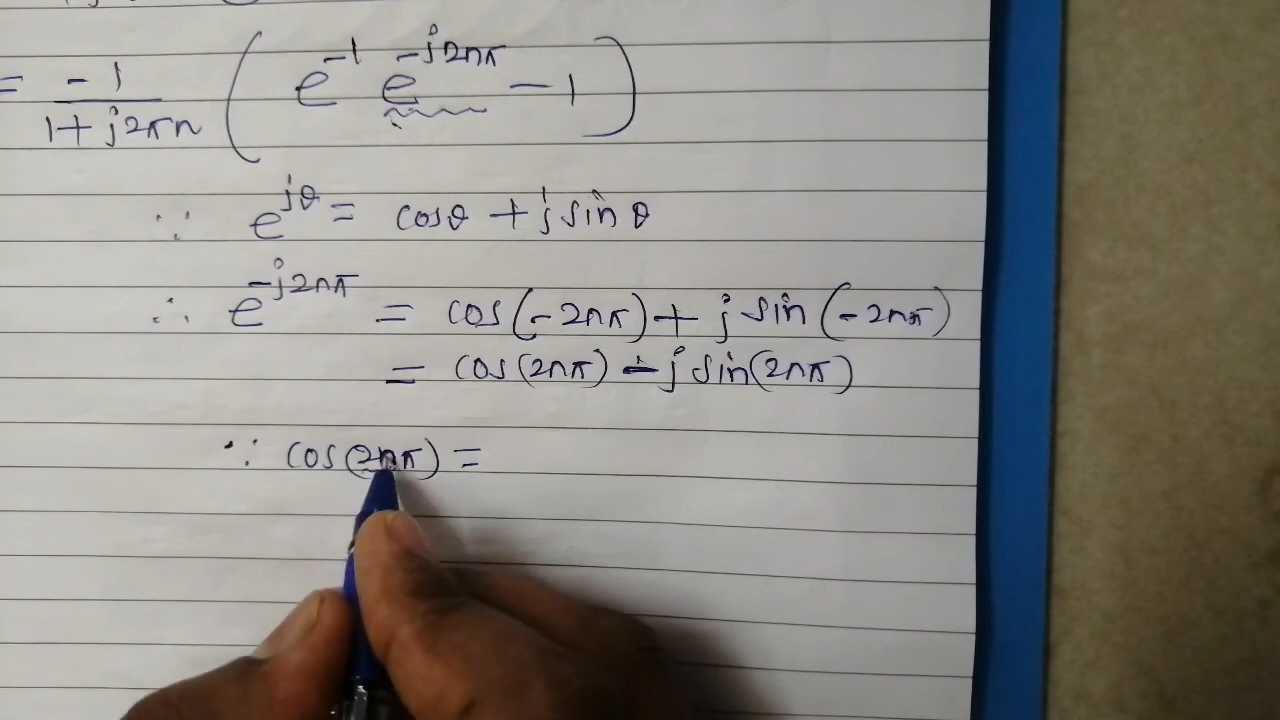 = -1/(1+j2πn) ( e^-1 e^-j2nπ - 1 )
∵ e^jθ = cosθ + j sin θ
∴ e^-j2nπ = cos(-2nπ) + j sin(-2nπ)
= cos(2nπ) - j sin(2nπ)
∵ cos(2nπ) =